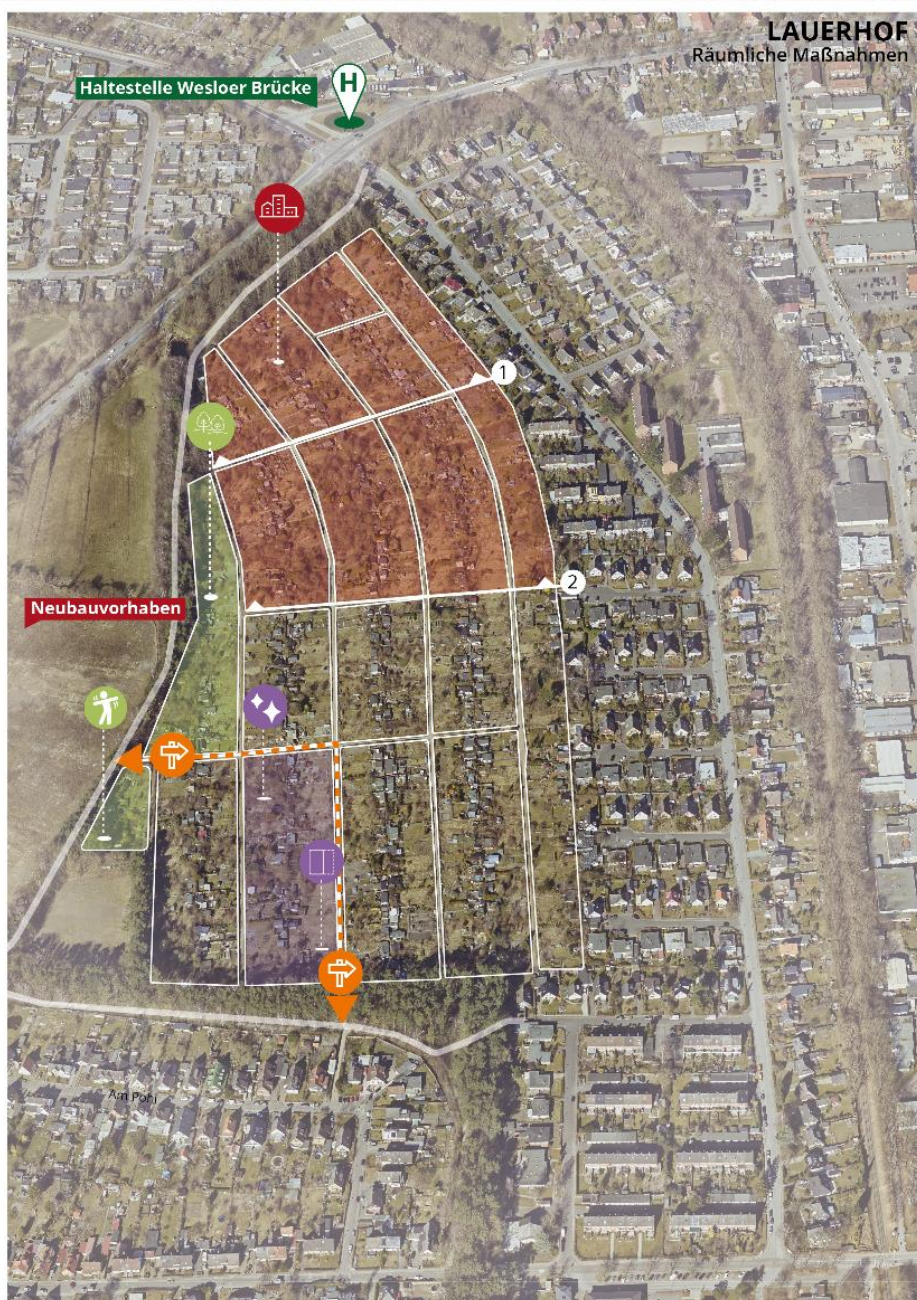 LAUERHOF
Räumliche Maßnahmen
Haltestelle Wesloer Brücke
H
1
2
Neubauvorhaben
Am Pohl